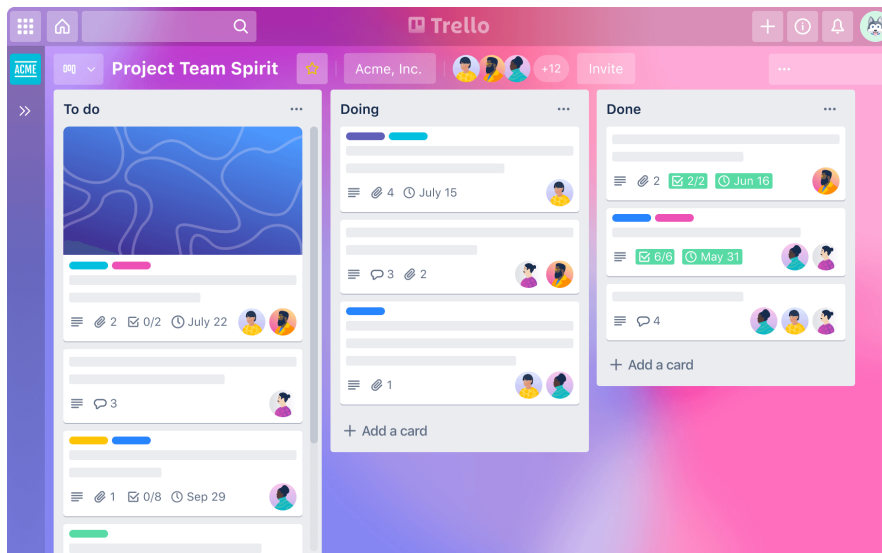 Trello
ACME
Project Team Spirit
Acme, Inc.
+12
Invite
To do
2 0/2 July 22
3
1 0/8 Sep 29
Doing
4 July 15
3 2
1
+ Add a card
Done
2 2/2 Jun 16
6/6 May 31
4
+ Add a card